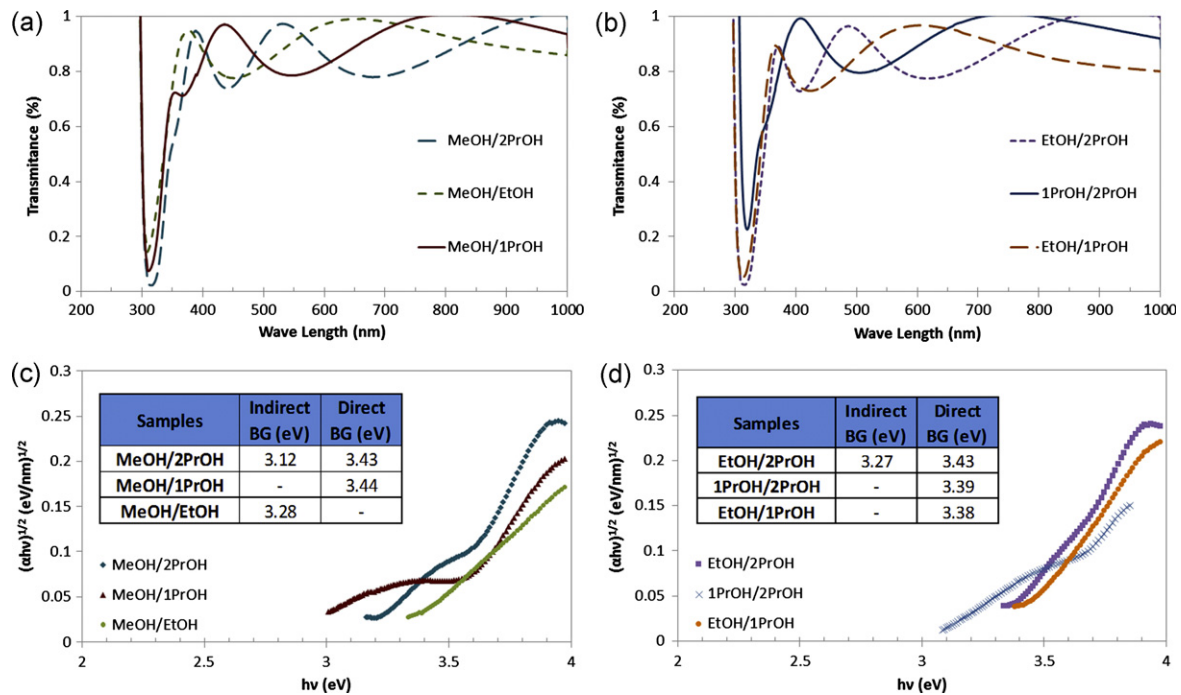 (a)
1
0.8
0.6
0.4
0.2
0
Transmitance (%)
100 200 300 400 500 600 700 800 900 1000
Wave Length (nm)
MeOH/2PrOH
MeOH/EtOH
MeOH/1PrOH
(b)
1
0.8
0.6
0.4
0.2
0
Transmitance (%)
100 200 300 400 500 600 700 800 900 1000
Wave Length (nm)
EtOH/2PrOH
1PrOH/2PrOH
EtOH/1PrOH
(c)
0.3
0.25
0.2
0.15
0.1
0.05
0
(αhν)1/2 (eV/nm)1/2
2 2.5 3 3.5 4
hν (eV)
Samples Indirect BG (eV) Direct BG (eV)
MeOH/2PrOH 3.12 3.43
MeOH/1PrOH - 3.44
MeOH/EtOH 3.28 -
MeOH/2PrOH
MeOH/1PrOH
MeOH/EtOH
(d)
0.3
0.25
0.2
0.15
0.1
0.05
0
(αhν)1/2 (eV/nm)1/2
2 2.5 3 3.5 4
hν (eV)
Samples Indirect BG (eV) Direct BG (eV)
EtOH/2PrOH 3.27 3.43
1PrOH/2PrOH - 3.39
EtOH/1PrOH - 3.38
EtOH/2PrOH
1PrOH/2PrOH
EtOH/1PrOH